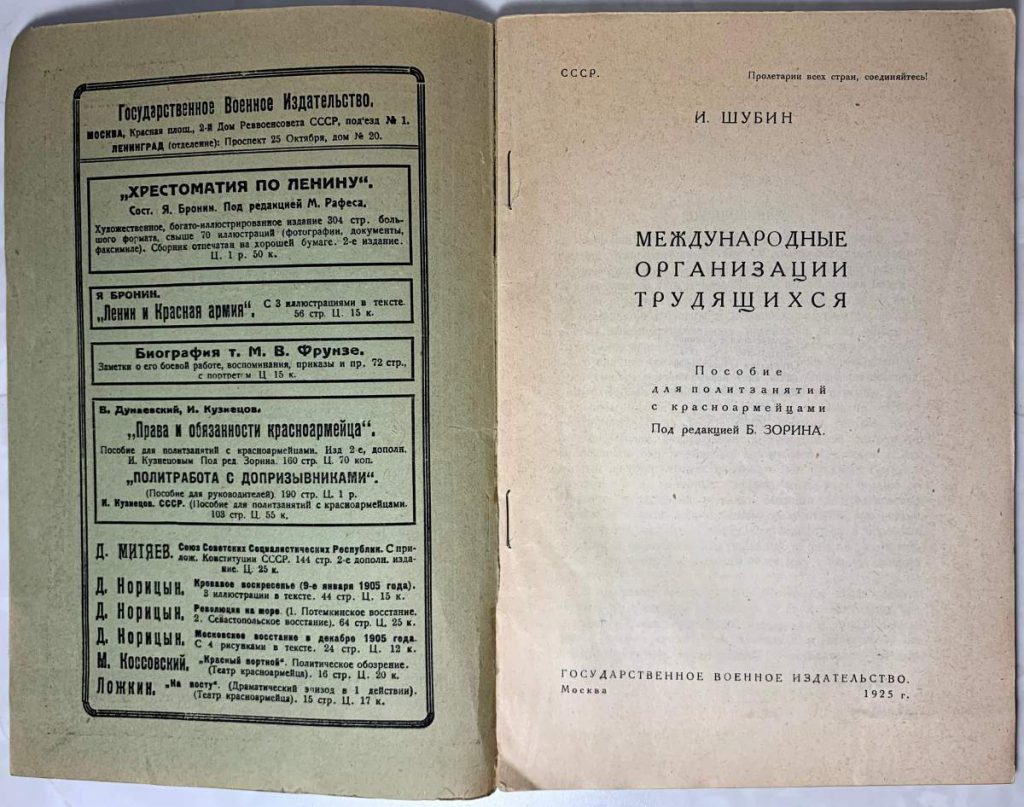 Государственное Военное Издательство.
МОСКВА, Красная площ., 2-й Дом Реввоенсовета СССР, под'езд № 1.
ЛЕНИНГРАД (отделение): Проспект 25 Октября, дом № 20.
„ХРЕСТОМАТИЯ ПО ЛЕНИНУ“.
Сост. Я. Бронин. Под редакцией М. Рафеса.
Художественное, богато-иллюстрированное издание 304 стр. боль-
шого формата, свыше 70 иллюстраций (фотографии, документы,
факсимиле). Сборник отпечатан на хорошей бумаге. 2-е издание.
Ц. 1 р. 50 к.
Я БРОНИН.
„Ленин и Красная армия“. С 3 иллюстрациями в тексте.
56 стр. Ц. 15 к.
Биография т. М. В. Фрунзе.
Заметки о его боевой работе, воспоминания, приказы и пр. 72 стр.,
с портретом Ц 15 к.
В. Дунаевский, И. Кузнецов.
„Права и обязанности красноармейца“.
Пособие для политзанятий с красноармейцами. Изд 2-е, дополн.
И. Кузнецовым Под ред. Зорина. 160 стр. Ц. 70 коп.
„ПОЛИТРАБОТА С ДОПРИЗЫВНИКАМИ“.
(Пособие для руководителей). 190 стр. Ц. 1 р.
И. Кузнецов. СССР. (Пособие для политзанятий с красноармейцами.
103 стр. Ц. 55 к.
Д. МИТЯЕВ. Союз Советских Социалистических Республик. С при-
лож. Конституции СССР. 144 стр. 2-е дополн. изда-
ние. Ц. 25 к.
Д. Норицын. Кровавое воскресенье (9-е января 1905 года).
3 иллюстрации в тексте. 44 стр. Ц. 15 к.
Д. Норицын. Революция на море (1. Потемкинское восстание.
2. Севастопольское восстание). 64 стр. Ц. 25 к.
Д. Норицын. Московское восстание в декабре 1905 года.
С 4 рисунками в тексте. 24 стр. Ц. 12 к.
М. Коссовский. „Красный вертной“. Политическое обозрение.
(Театр красноармейца). 16 стр. Ц. 20 к.
Ложкин. „На посту“. (Драматический эпизод в 1 действии).
(Театр красноармейца). 15 стр. Ц. 17 к.
СССР. Пролетарии всех стран, соединяйтесь!
И. ШУБИН
МЕЖДУНАРОДНЫЕ
ОРГАНИЗАЦИИ
ТРУДЯЩИХСЯ
Пособие
для политзанятий
с красноармейцами
Под редакцией Б. ЗОРИНА.
ГОСУДАРСТВЕННОЕ ВОЕННОЕ ИЗДАТЕЛЬСТВО.
Москва 1925 г.